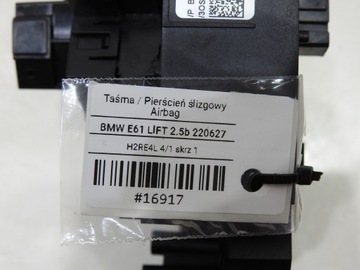 Taśma / Pierścień ślizgowy
Airbag
BMW E61 LIFT 2.5b 220627
H2RE4L 4/1 skrz 1
#16917